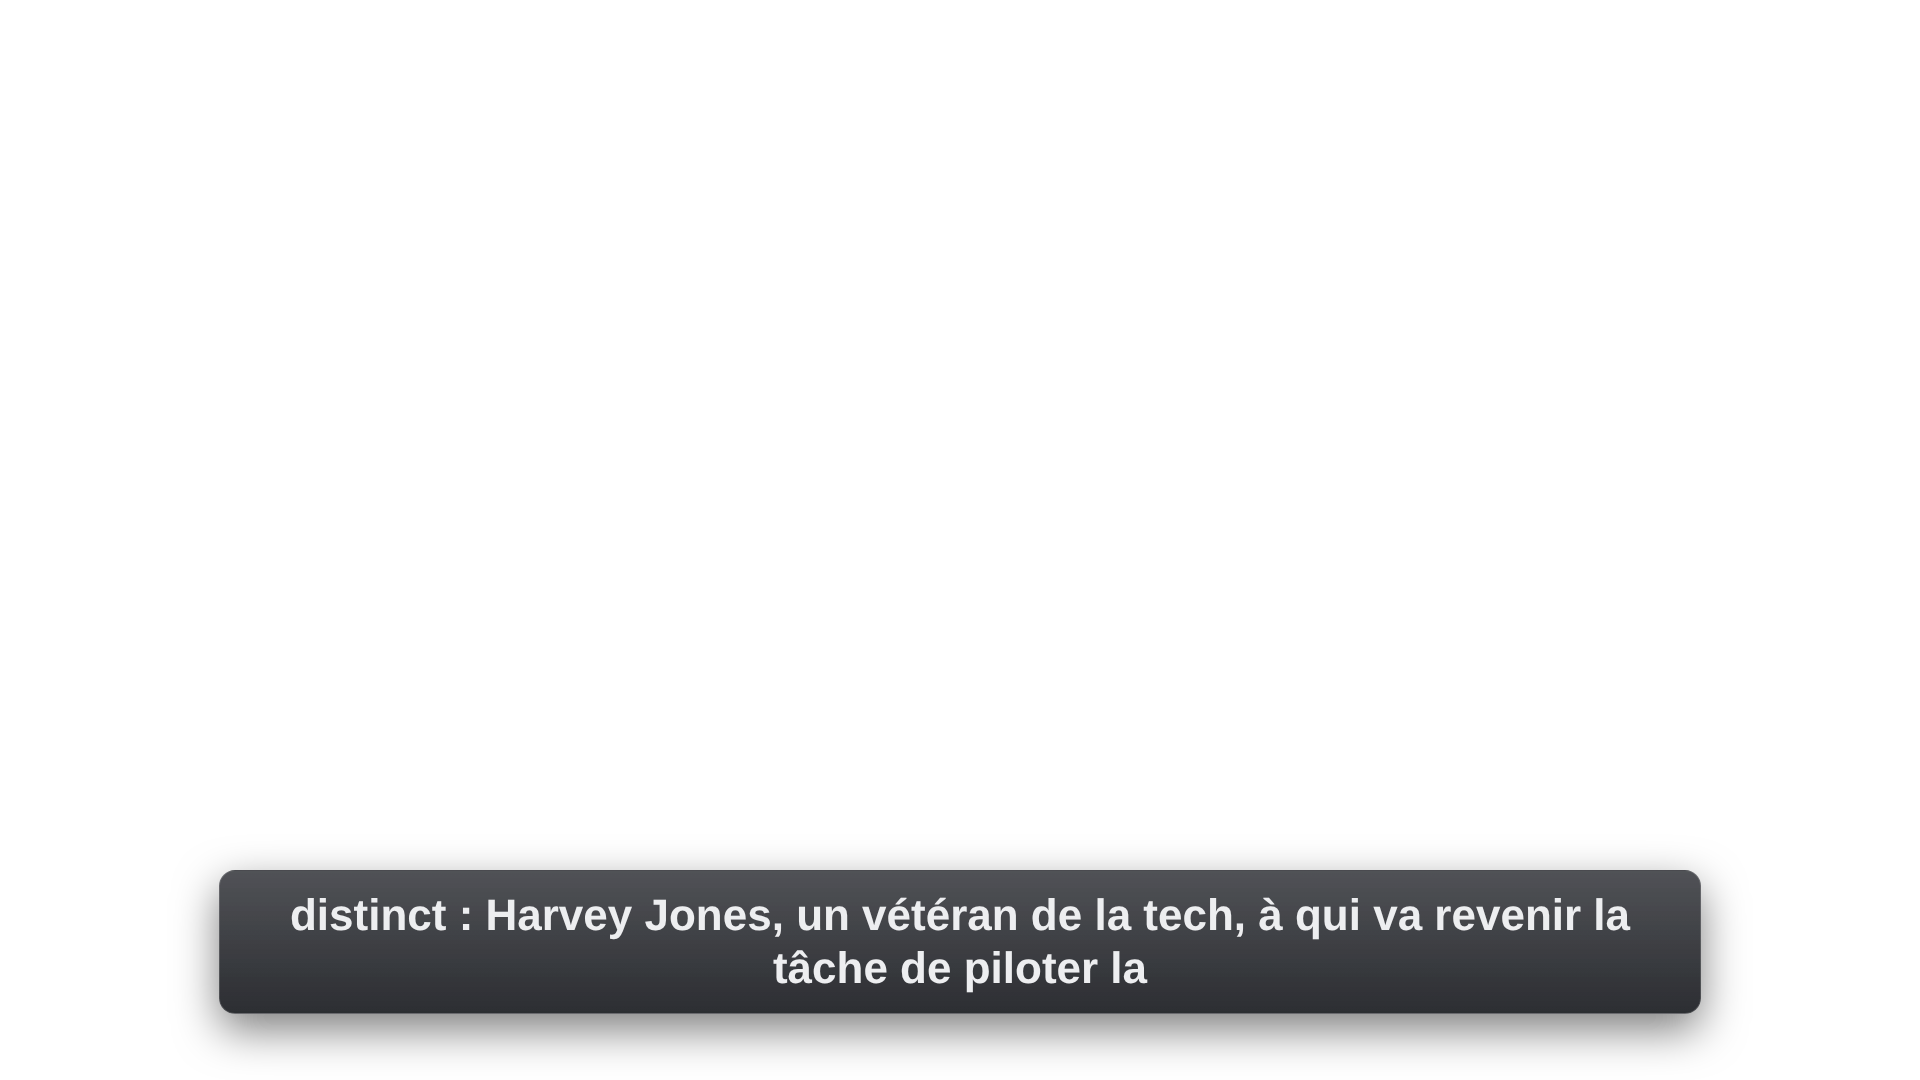 distinct : Harvey Jones, un vétéran de la tech, à qui va revenir la
tâche de piloter la